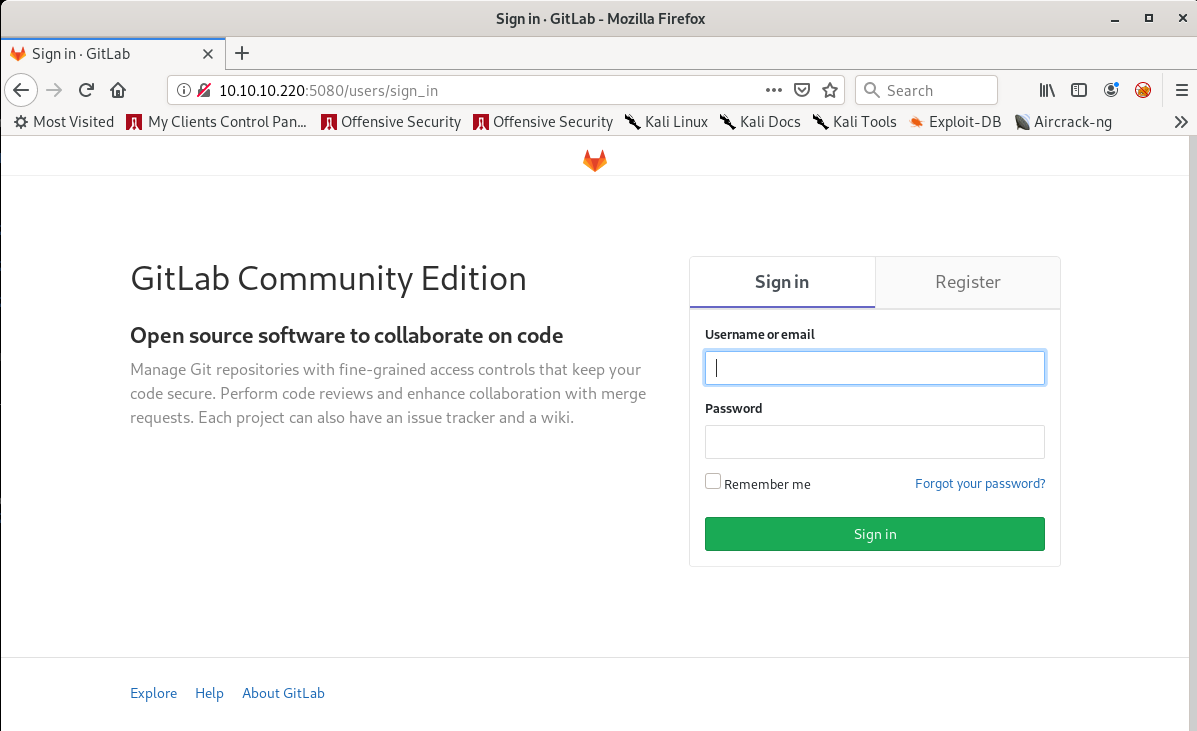 Sign in · GitLab - Mozilla Firefox
Sign in · GitLab
10.10.10.220:5080/users/sign_in
Search
Most Visited
My Clients Control Pan...
Offensive Security
Offensive Security
Kali Linux
Kali Docs
Kali Tools
Exploit-DB
Aircrack-ng
GitLab Community Edition
Open source software to collaborate on code
Manage Git repositories with fine-grained access controls that keep your
code secure. Perform code reviews and enhance collaboration with merge
requests. Each project can also have an issue tracker and a wiki.
Sign in
Register
Username or email
Password
Remember me
Forgot your password?
Sign in
Explore
Help
About GitLab